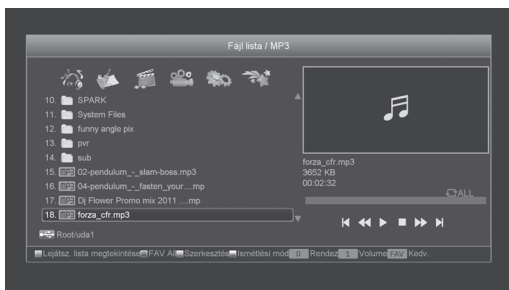 Fájl lista / MP3
10. SPARK
11. System Files
12. funny angle pix
13. pvr
14. sub
15. MP3 02-pendulum_-_slam-boss.mp3
16. MP3 04-pendulum_-_fasten_your....mp
17. MP3 Dj Flower Promo mix 2011 ....mp
18. MP3 forza_cfr.mp3
forza_cfr.mp3
3652 KB
00:02:32
ALL
Root/uda1
Lejátsz. lista megtekintése FAV Al Szerkesztés Ismétlési mód 0 Rendez 1 Volume FAV Kedv.